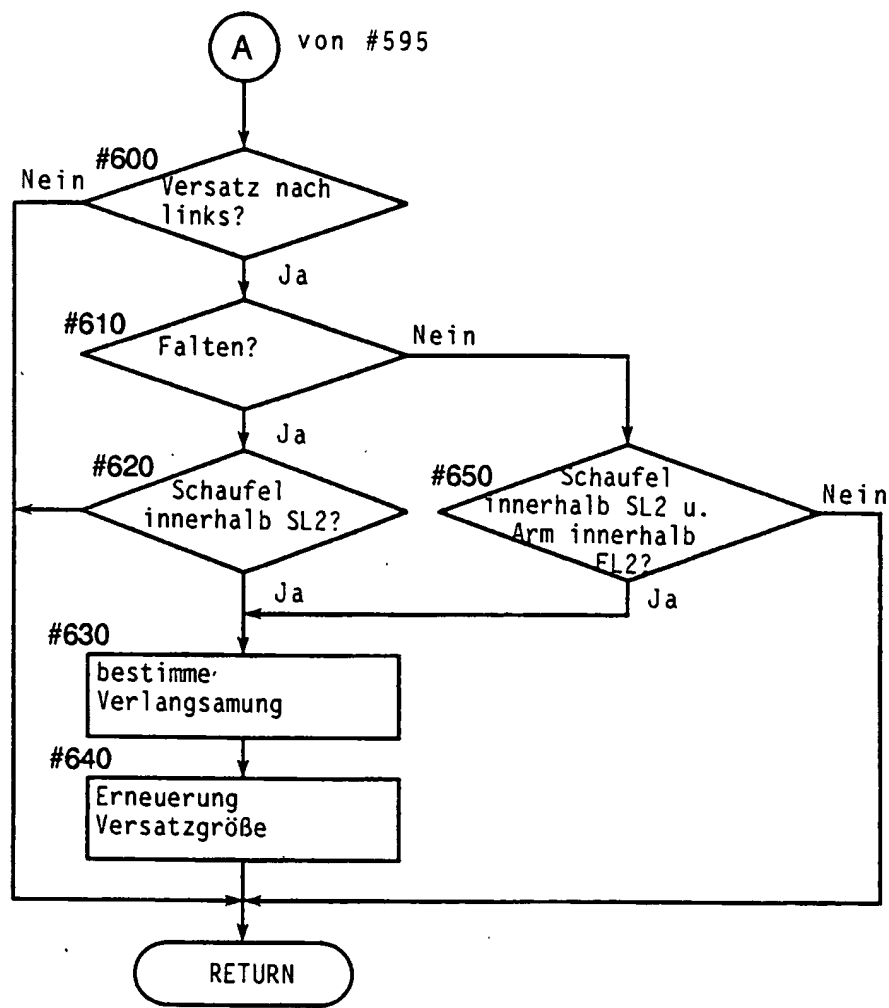 A von #595
#600
Nein
Versatz nach
links?
Ja
#610
Falten?
Nein
Ja
#620
Schaufel
innerhalb SL2?
Ja
#650
Schaufel
innerhalb SL2 u.
Arm innerhalb
EL2?
Nein
Ja
#630
bestimme
Verlangsamung
#640
Erneuerung
Versatzgröße
RETURN